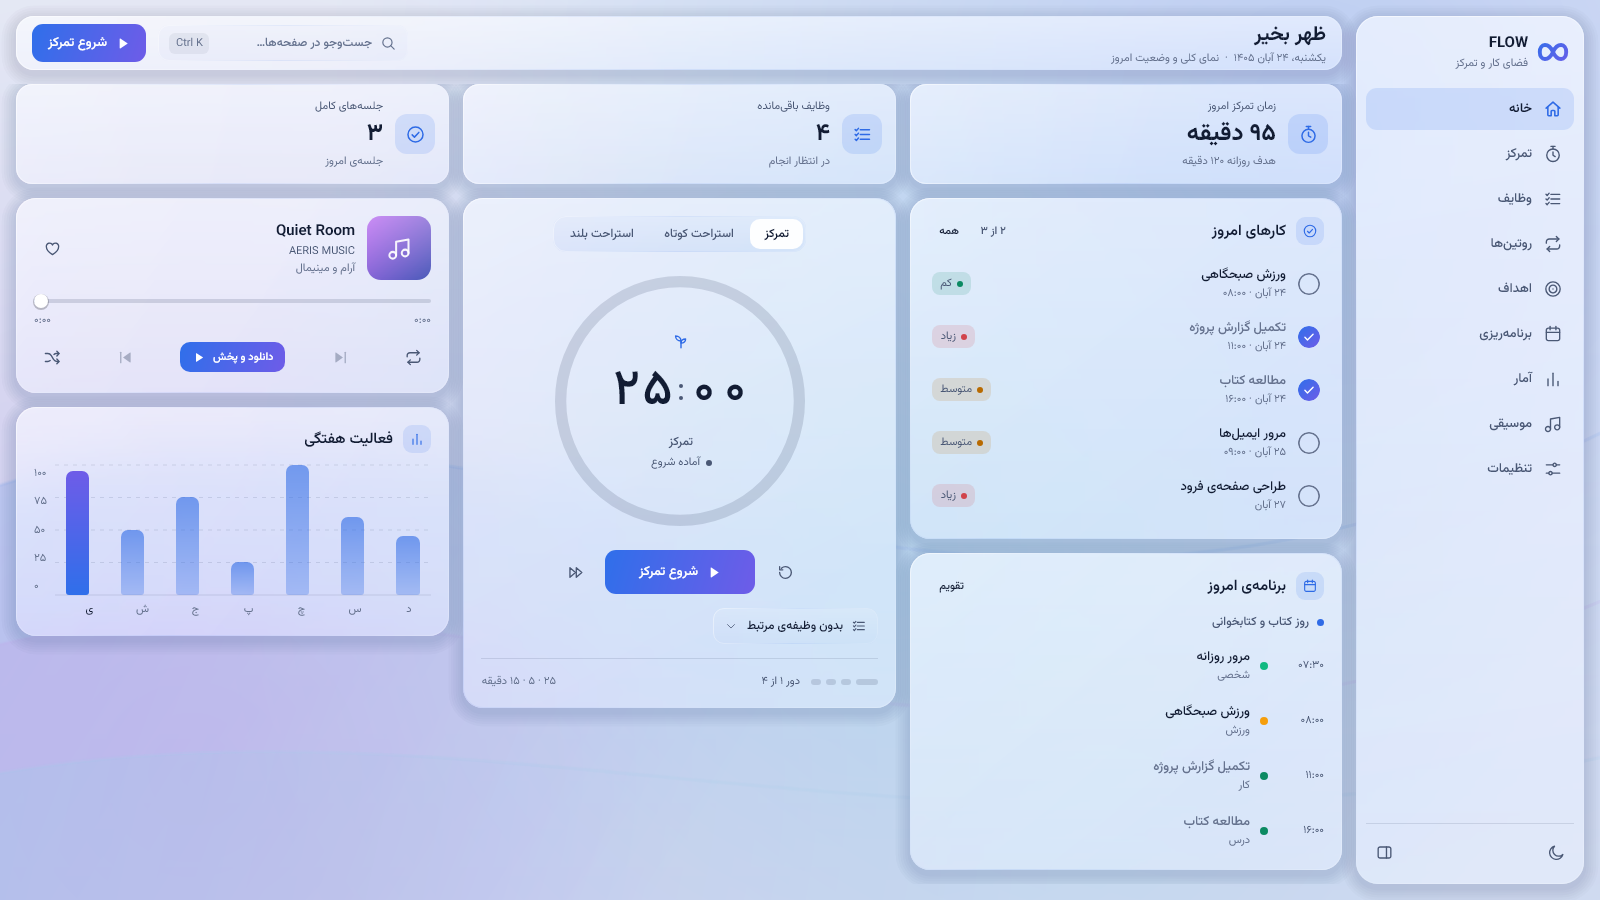 FLOW
فضای کار و تمرکز
خانه
تمرکز
وظایف
روتین‌ها
اهداف
برنامه‌ریزی
آمار
موسیقی
تنظیمات
ظهر بخیر
یکشنبه، ۲۴ آبان ۱۴۰۵ · نمای کلی و وضعیت امروز
جست‌وجو در صفحه‌ها…
Ctrl K
شروع تمرکز
زمان تمرکز امروز
۹۵ دقیقه
هدف روزانه ۱۲۰ دقیقه
وظایف باقی‌مانده
۴
در انتظار انجام
جلسه‌های کامل
۳
جلسه‌ی امروز
کارهای امروز
۲ از ۳
همه
ورزش صبحگاهی
۲۴ آبان · ۰۸:۰۰
کم
تکمیل گزارش پروژه
۲۴ آبان · ۱۱:۰۰
زیاد
مطالعه کتاب
۲۴ آبان · ۱۶:۰۰
متوسط
مرور ایمیل‌ها
۲۵ آبان · ۰۹:۰۰
متوسط
طراحی صفحه‌ی فرود
۲۷ آبان
زیاد
برنامه‌ی امروز
تقویم
روز کتاب و کتابخوانی
۰۷:۳۰
مرور روزانه
شخصی
۰۸:۰۰
ورزش صبحگاهی
ورزش
۱۱:۰۰
تکمیل گزارش پروژه
کار
۱۶:۰۰
مطالعه کتاب
درس
تمرکز
استراحت کوتاه
استراحت بلند
۲۵:۰۰
تمرکز
آماده شروع
شروع تمرکز
بدون وظیفه‌ی مرتبط
دور ۱ از ۴
۲۵ · ۵ · ۱۵ دقیقه
Quiet Room
AERIS MUSIC
آرام و مینیمال
۰:۰۰
۰:۰۰
دانلود و پخش
فعالیت هفتگی
۱۰۰
۷۵
۵۰
۲۵
۰
د
س
چ
پ
ج
ش
ی